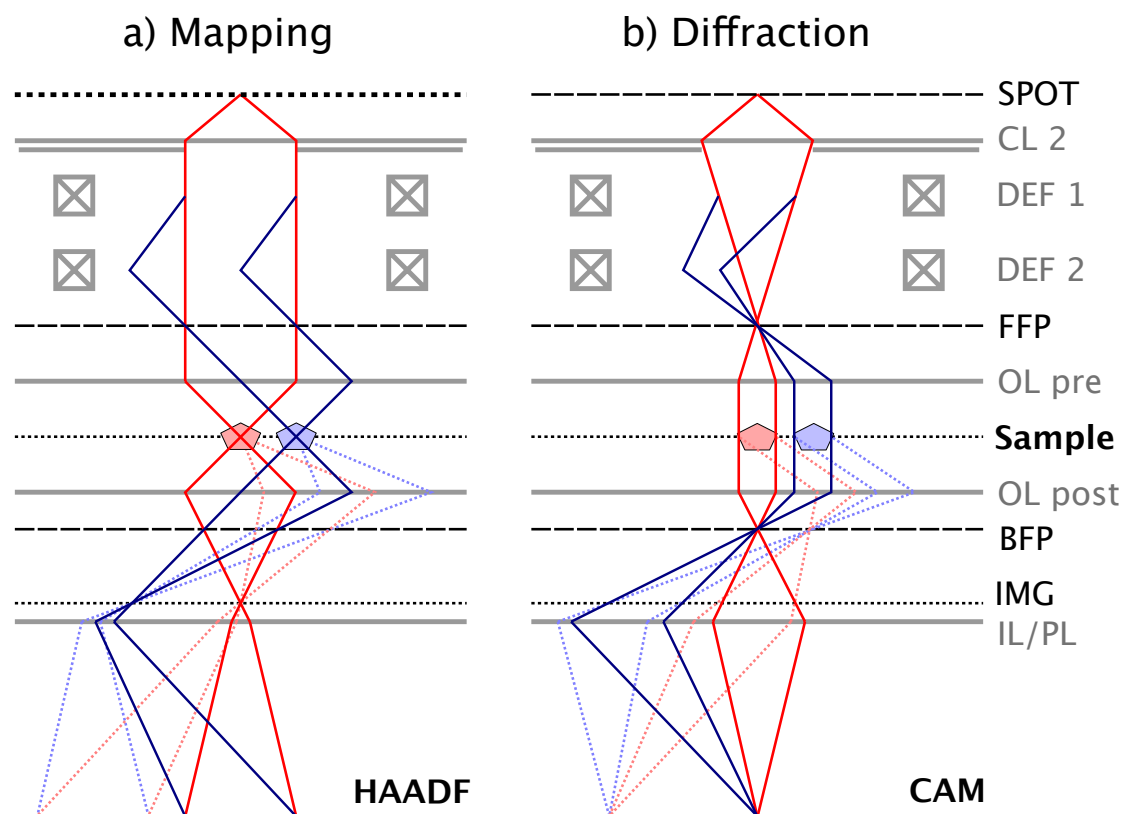 a) Mapping
b) Diffraction
SPOT
CL 2
DEF 1
DEF 2
FFP
OL pre
Sample
OL post
BFP
IMG
IL/PL
HAADF
CAM